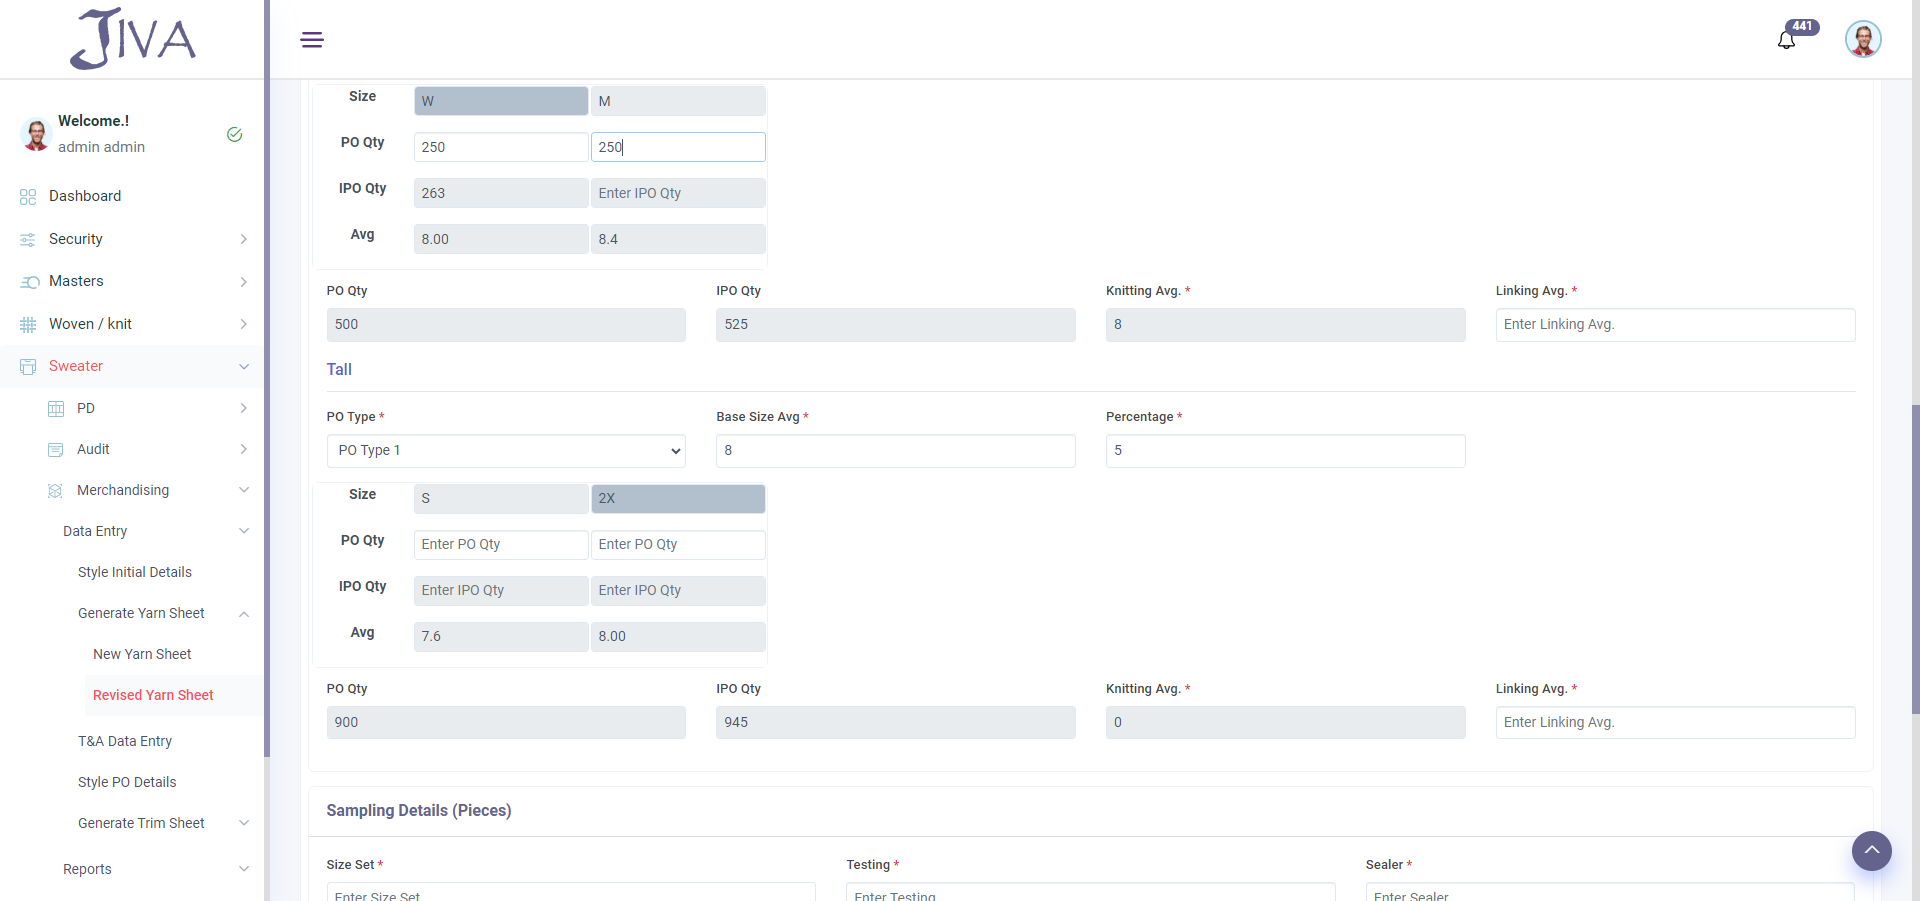 JIVA
441
Welcome.!
admin admin
Dashboard
Security
Masters
Woven / knit
Sweater
PD
Audit
Merchandising
Data Entry
Style Initial Details
Generate Yarn Sheet
New Yarn Sheet
Revised Yarn Sheet
T&A Data Entry
Style PO Details
Generate Trim Sheet
Reports
Size W M
PO Qty 250 250
IPO Qty 263 Enter IPO Qty
Avg 8.00 8.4
PO Qty IPO Qty Knitting Avg. * Linking Avg. *
500 525 8 Enter Linking Avg.
Tall
PO Type * Base Size Avg * Percentage *
PO Type 1 8 5
Size S 2X
PO Qty Enter PO Qty Enter PO Qty
IPO Qty Enter IPO Qty Enter IPO Qty
Avg 7.6 8.00
PO Qty IPO Qty Knitting Avg. * Linking Avg. *
900 945 0 Enter Linking Avg.
Sampling Details (Pieces)
Size Set * Testing * Sealer *
Enter Size Set Enter Testing Enter Sealer